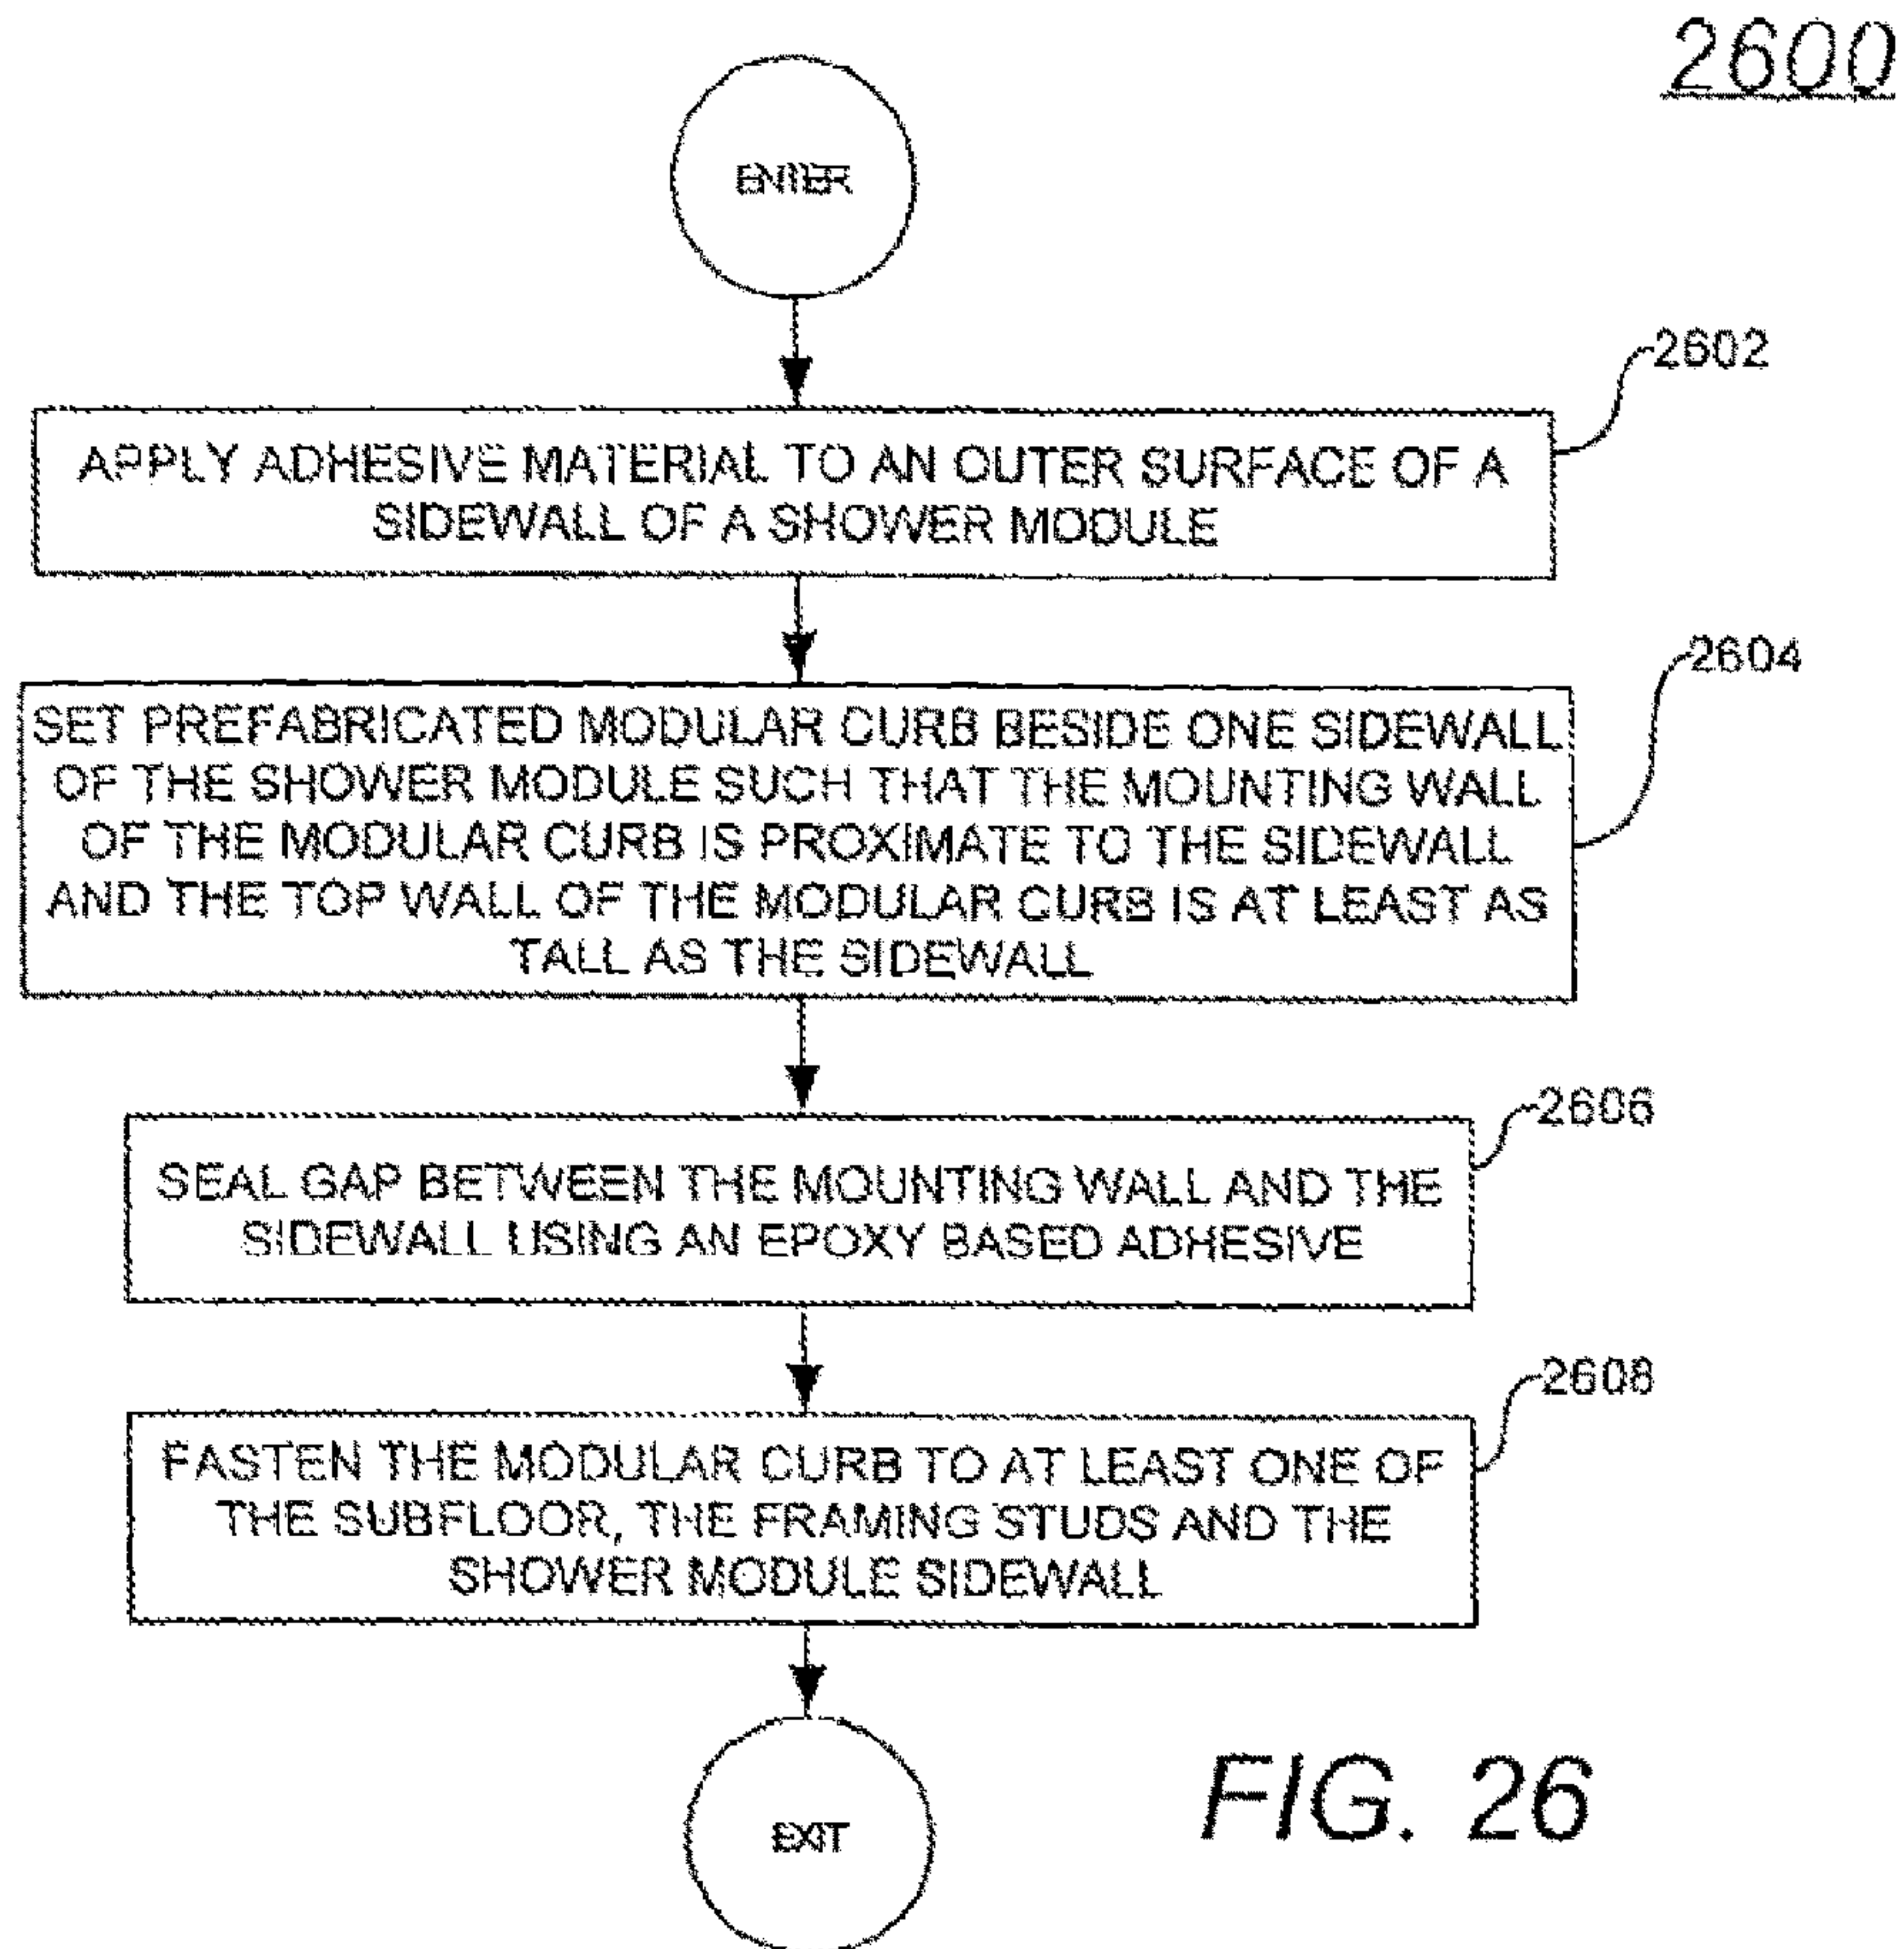 2600
ENTER
2602
APPLY ADHESIVE MATERIAL TO AN OUTER SURFACE OF A
SIDEWALL OF A SHOWER MODULE
2604
SET PREFABRICATED MODULAR CURB BESIDE ONE SIDEWALL
OF THE SHOWER MODULE SUCH THAT THE MOUNTING WALL
OF THE MODULAR CURB IS PROXIMATE TO THE SIDEWALL
AND THE TOP WALL OF THE MODULAR CURB IS AT LEAST AS
TALL AS THE SIDEWALL
2606
SEAL GAP BETWEEN THE MOUNTING WALL AND THE
SIDEWALL USING AN EPOXY BASED ADHESIVE
2608
FASTEN THE MODULAR CURB TO AT LEAST ONE OF
THE SUBFLOOR, THE FRAMING STUDS AND THE
SHOWER MODULE SIDEWALL
EXIT
FIG. 26